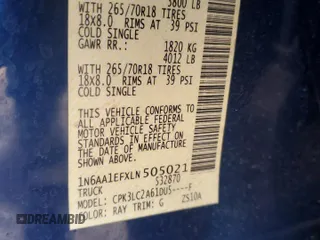 3800 LB
WITH 265/70R18 TIRES
18X8.0 RIMS AT 39 PSI
COLD SINGLE
GAWR RR.: 1820 KG
4012 LB
WITH 265/70R18 TIRES
18X8.0 RIMS AT 39 PSI
COLD SINGLE
THIS VEHICLE CONFORMS TO
ALL APPLICABLE FEDERAL
MOTOR VEHICLE SAFETY
STANDARDS IN EFFECT ON THE
DATE OF MANUFACTURE SHOWN
ABOVE.
1N6AA1EFXLN505021
TRUCK 532870
MODEL: CPK3LC2A61DU5----F
COLOR: RAY TRIM: G ZS10A
DREAMBID